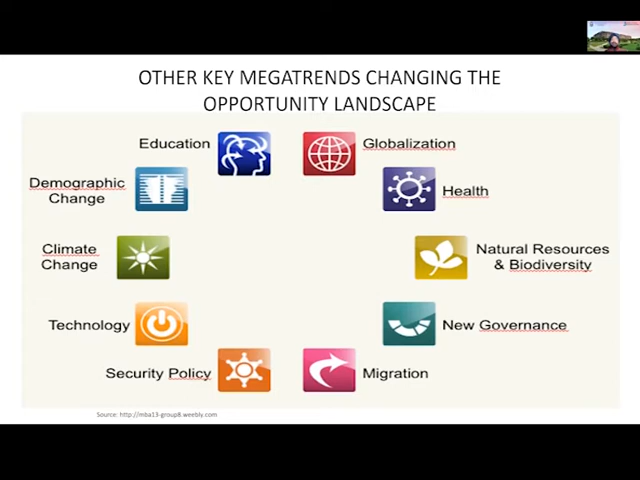 OTHER KEY MEGATRENDS CHANGING THE
OPPORTUNITY LANDSCAPE
Education
Globalization
Demographic
Change
Health
Climate
Change
Natural Resources
& Biodiversity
Technology
New Governance
Security Policy
Migration
Source: http://mba13-group8.weebly.com